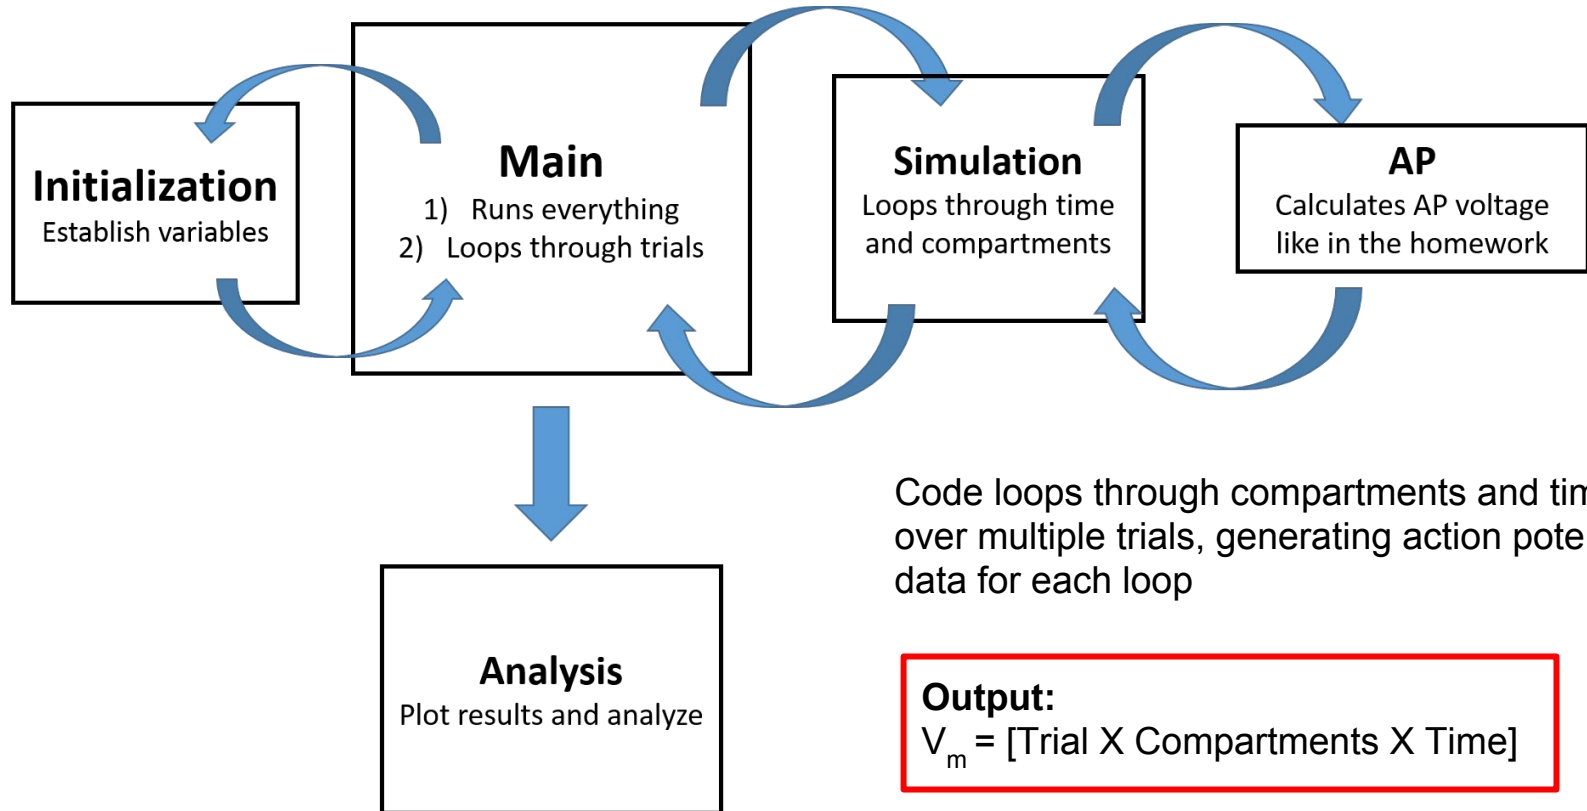 Initialization
Establish variables
Main
1) Runs everything
2) Loops through trials
Simulation
Loops through time
and compartments
AP
Calculates AP voltage
like in the homework
Analysis
Plot results and analyze
Code loops through compartments and
over multiple trials, generating action
data for each loop
Output:
Vm = [Trial X Compartments X Time]